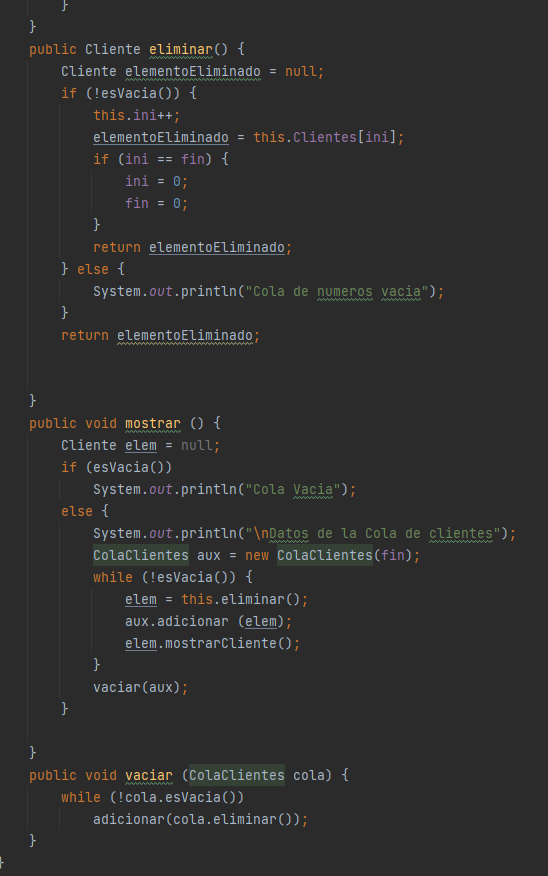 }
    }
    public Cliente eliminar() {
        Cliente elementoEliminado = null;
        if (!esVacia()) {
            this.ini++;
            elementoEliminado = this.Clientes[ini];
            if (ini == fin) {
                ini = 0;
                fin = 0;
            }
            return elementoEliminado;
        } else {
            System.out.println("Cola de numeros vacia");
        }
        return elementoEliminado;
    }
    public void mostrar () {
        Cliente elem = null;
        if (esVacia())
            System.out.println("Cola Vacia");
        else {
            System.out.println("\nDatos de la Cola de clientes");
            ColaClientes aux = new ColaClientes(fin);
            while (!esVacia()) {
                elem = this.eliminar();
                aux.adicionar (elem);
                elem.mostrarCliente();
            }
            vaciar(aux);
        }
    }
    public void vaciar (ColaClientes cola) {
        while (!cola.esVacia())
            adicionar(cola.eliminar());
    }
}